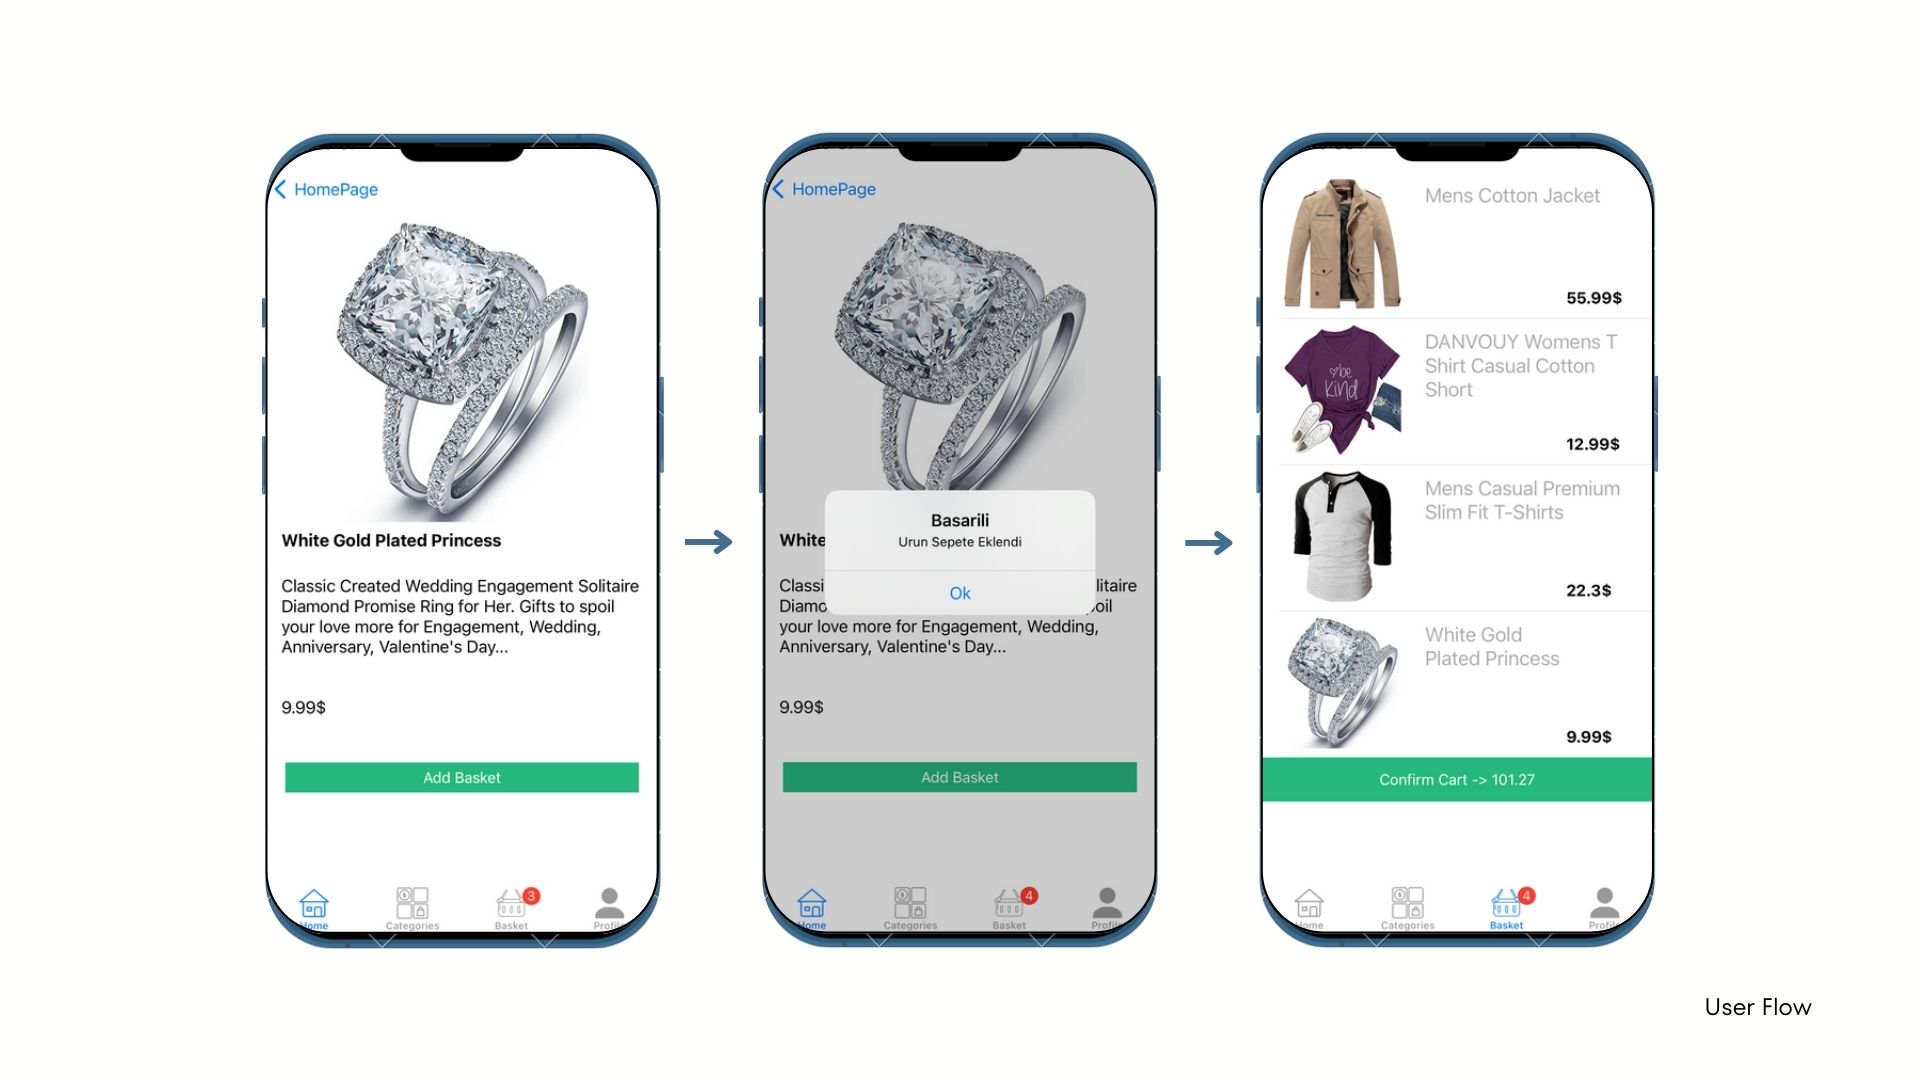 HomePage
White Gold Plated Princess
Classic Created Wedding Engagement Solitaire
Diamond Promise Ring for Her. Gifts to spoil
your love more for Engagement, Wedding,
Anniversary, Valentine's Day...
9.99$
Add Basket
3
Home
Categories
Basket
Profile
HomePage
White
Basarili
Urun Sepete Eklendi
Ok
Classi
litaire
Diamo
oil
your love more for Engagement, Wedding,
Anniversary, Valentine's Day...
9.99$
Add Basket
4
Home
Categories
Basket
Profile
Mens Cotton Jacket
55.99$
be
kind
DANVOUY Womens T
Shirt Casual Cotton
Short
12.99$
Mens Casual Premium
Slim Fit T-Shirts
22.3$
White Gold
Plated Princess
9.99$
Confirm Cart -> 101.27
4
Home
Categories
Basket
Profile
User Flow